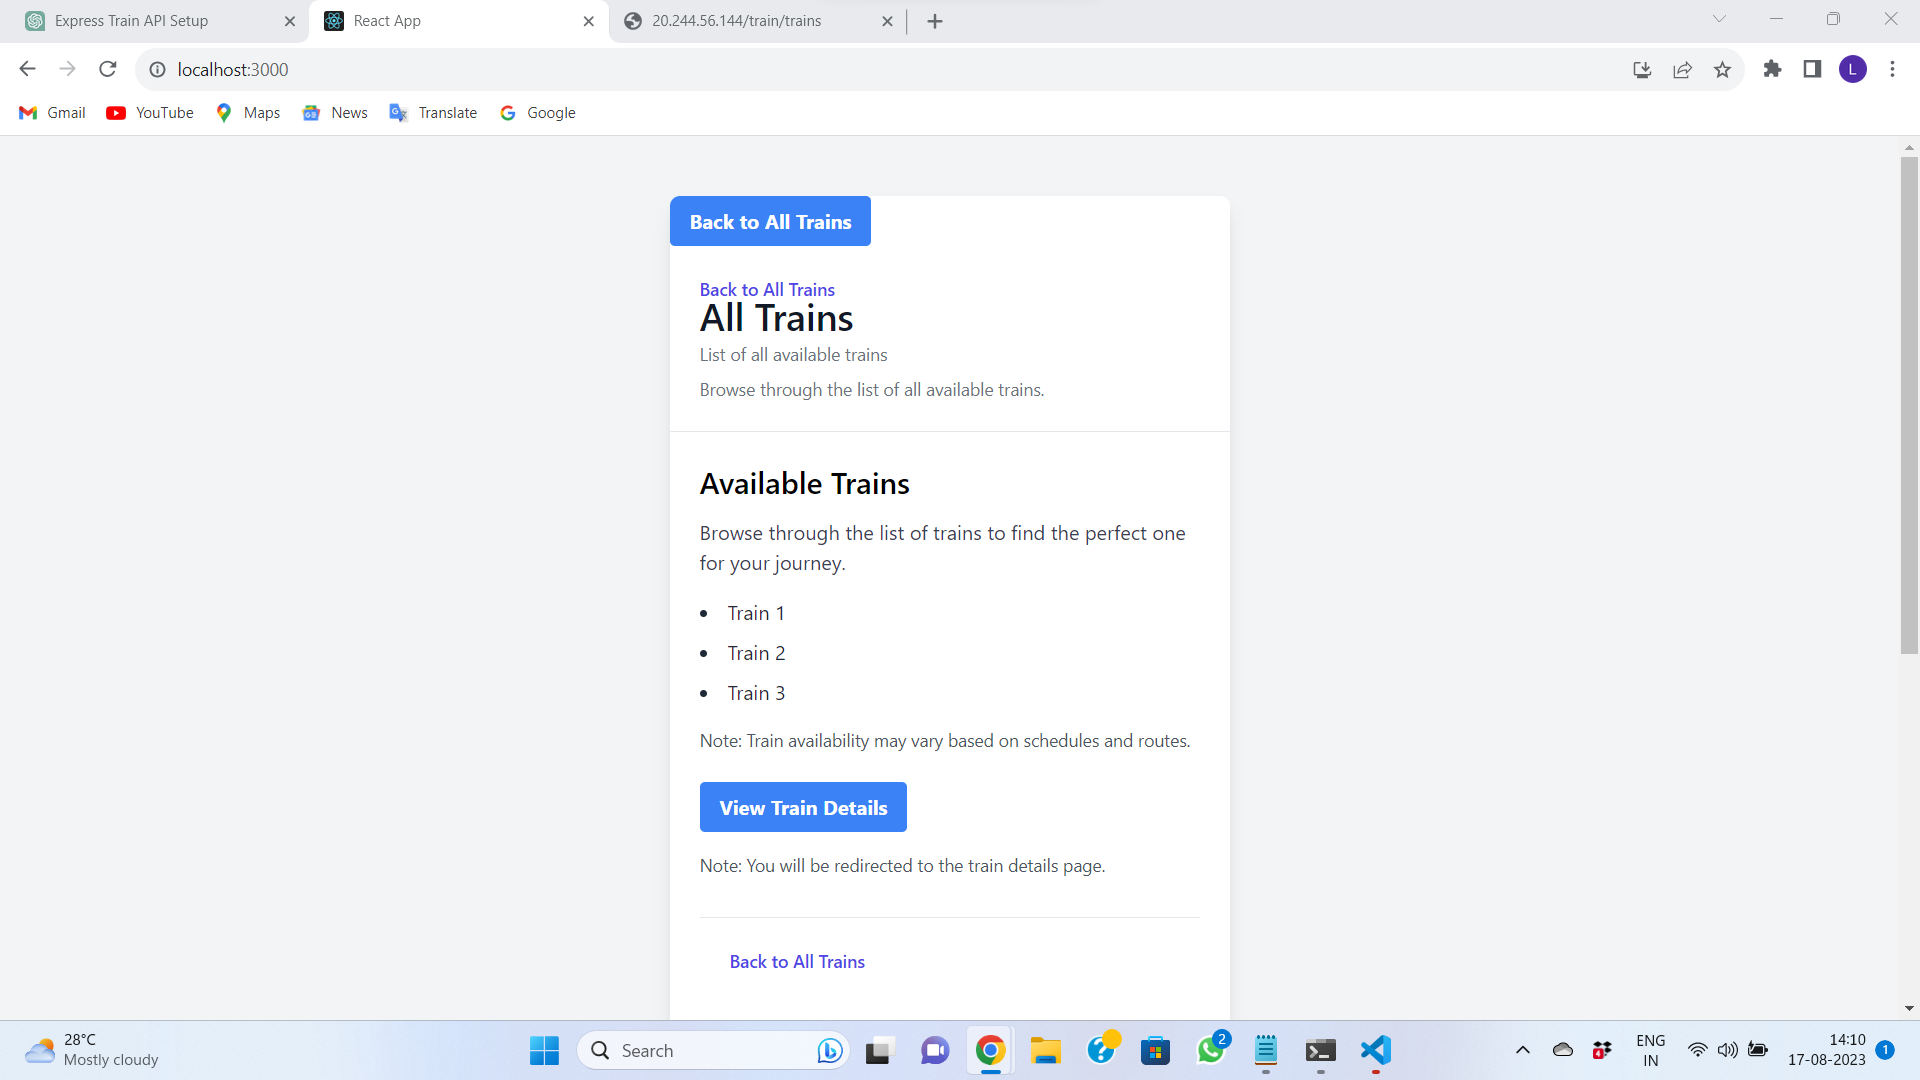 Express Train API Setup
React App
20.244.56.144/train/trains
localhost:3000
L
Gmail
YouTube
Maps
News
Translate
Google
Back to All Trains
Back to All Trains
All Trains
List of all available trains
Browse through the list of all available trains.
Available Trains
Browse through the list of trains to find the perfect one
for your journey.
• Train 1
• Train 2
• Train 3
Note: Train availability may vary based on schedules and routes.
View Train Details
Note: You will be redirected to the train details page.
Back to All Trains
28°C
Mostly cloudy
Search
2
4
ENG
IN
14:10
17-08-2023
1